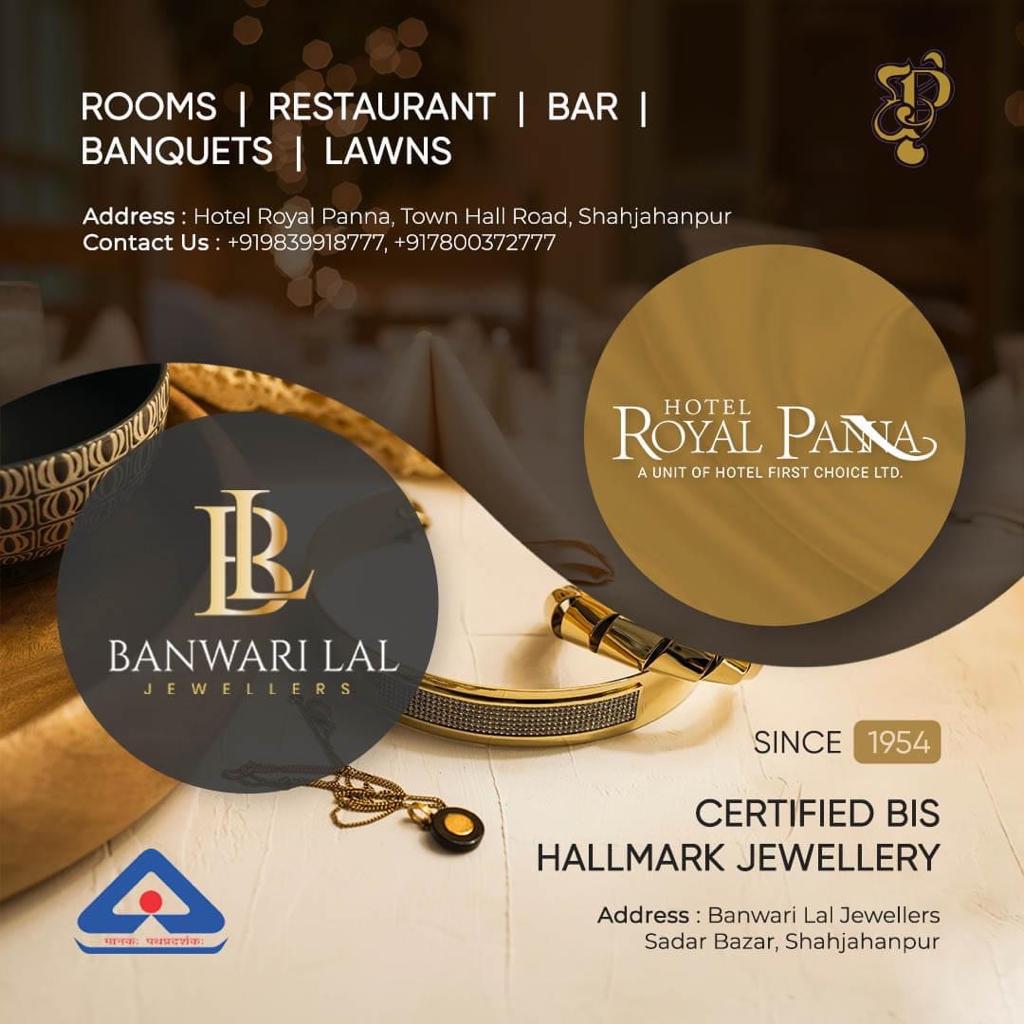 ROOMS | RESTAURANT | BAR |
BANQUETS | LAWNS
Address : Hotel Royal Panna, Town Hall Road, Shahjahanpur
Contact Us : +919839918777, +917800372777
HOTEL
ROYAL PANNA
A UNIT OF HOTEL FIRST CHOICE LTD.
BL
BANWARI LAL
JEWELLERS
SINCE 1954
CERTIFIED BIS
HALLMARK JEWELLERY
Address : Banwari Lal Jewellers
Sadar Bazar, Shahjahanpur
मानकः पथप्रदर्शकः